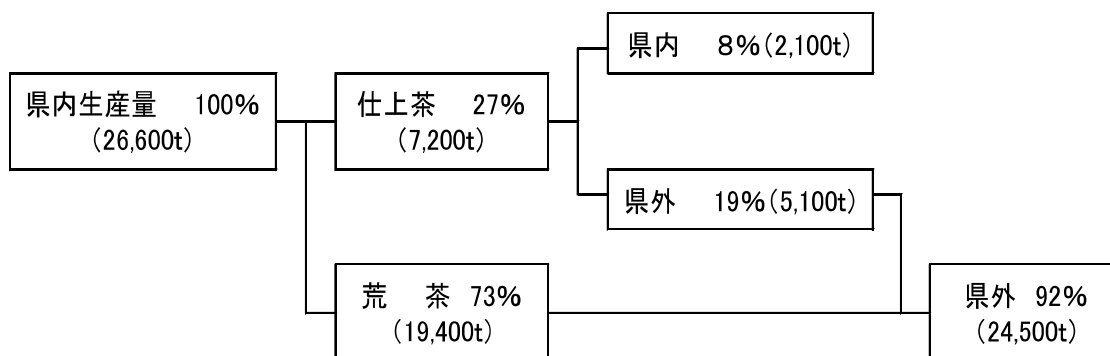 県内　8%(2,100t)
県内生産量　100%
(26,600t)
仕上茶　27%
(7,200t)
県外　19%(5,100t)
荒　茶 73%
(19,400t)
県外 92%
(24,500t)